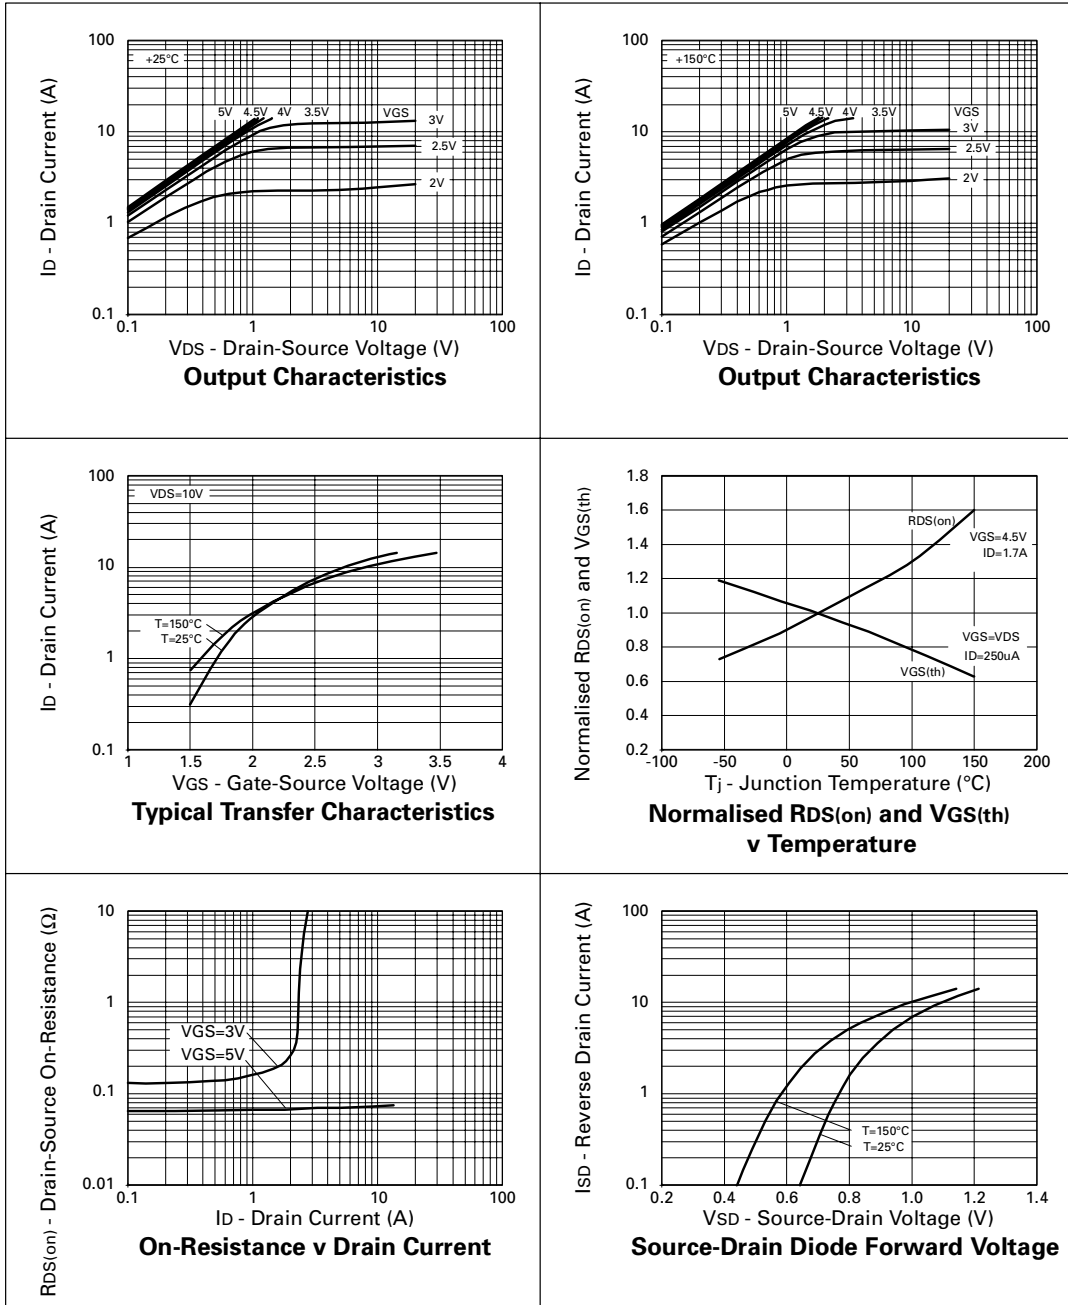 100
10
1
0.1
ID - Drain Current (A)
+25°C
5V 4.5V 4V 3.5V VGS
3V
2.5V
2V
0.1 1 10 100
VDS - Drain-Source Voltage (V)
Output Characteristics
100
10
1
0.1
ID - Drain Current (A)
+150°C
5V 4.5V 4V 3.5V VGS
3V
2.5V
2V
0.1 1 10 100
VDS - Drain-Source Voltage (V)
Output Characteristics
100
10
1
0.1
ID - Drain Current (A)
VDS=10V
T=150°C
T=25°C
1 1.5 2 2.5 3 3.5 4
VGS - Gate-Source Voltage (V)
Typical Transfer Characteristics
1.8
1.6
1.4
1.2
1.0
0.8
0.6
0.4
0.2
Normalised RDS(on) and VGS(th)
RDS(on)
VGS=4.5V
ID=1.7A
VGS=VDS
ID=250uA
VGS(th)
-100 -50 0 50 100 150 200
Tj - Junction Temperature (°C)
Normalised RDS(on) and VGS(th)
v Temperature
10
1
0.1
0.01
RDS(on) - Drain-Source On-Resistance (Ω)
VGS=3V
VGS=5V
0.1 1 10 100
ID - Drain Current (A)
On-Resistance v Drain Current
100
10
1
0.1
ISD - Reverse Drain Current (A)
T=150°C
T=25°C
0.2 0.4 0.6 0.8 1.0 1.2 1.4
VSD - Source-Drain Voltage (V)
Source-Drain Diode Forward Voltage